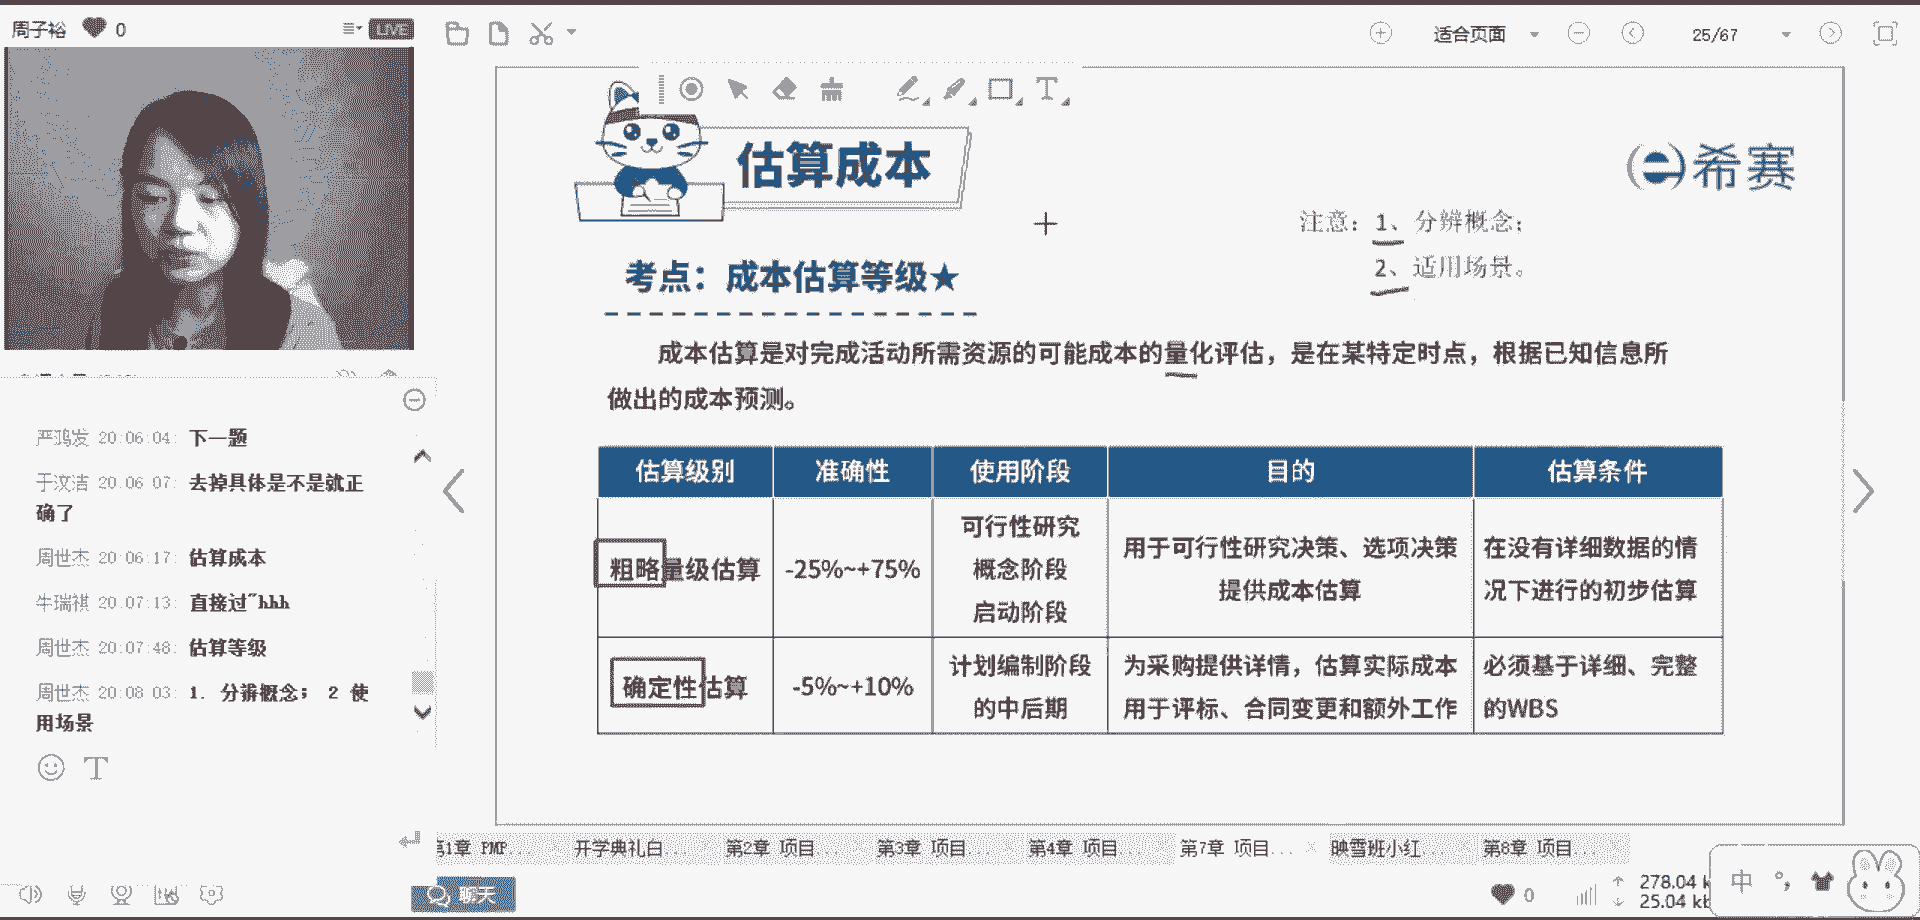 周子裕 0
LIVE
适合页面
25/67
估算成本
希赛
注意：1、分辨概念；
2、适用场景。
考点：成本估算等级★
成本估算是对完成活动所需资源的可能成本的量化评估，是在某特定时点，根据已知信息所
做出的成本预测。
估算级别 准确性 使用阶段 目的 估算条件
粗略量级估算 -25%~+75% 可行性研究 概念阶段 启动阶段 用于可行性研究决策、选项决策 提供成本估算 在没有详细数据的情 况下进行的初步估算
确定性估算 -5%~+10% 计划编制阶段 的中后期 为采购提供详情，估算实际成本 用于评标、合同变更和额外工作 必须基于详细、完整 的WBS
严鸿发 20:06:04: 下一题
于汶洁 20:06:07: 去掉具体是不是就正
确了
周世杰 20:06:17: 估算成本
牛瑞祺 20:07:13: 直接过~hhh
周世杰 20:07:48: 估算等级
周世杰 20:08:03: 1. 分辨概念； 2 使
用场景
第1章 PMP...
开学典礼白...
第2章 项目...
第3章 项目...
第4章 项目...
第7章 项目...
映雪班小红...
第8章 项目...
聊天
0
278.04 k
25.04 kb
中